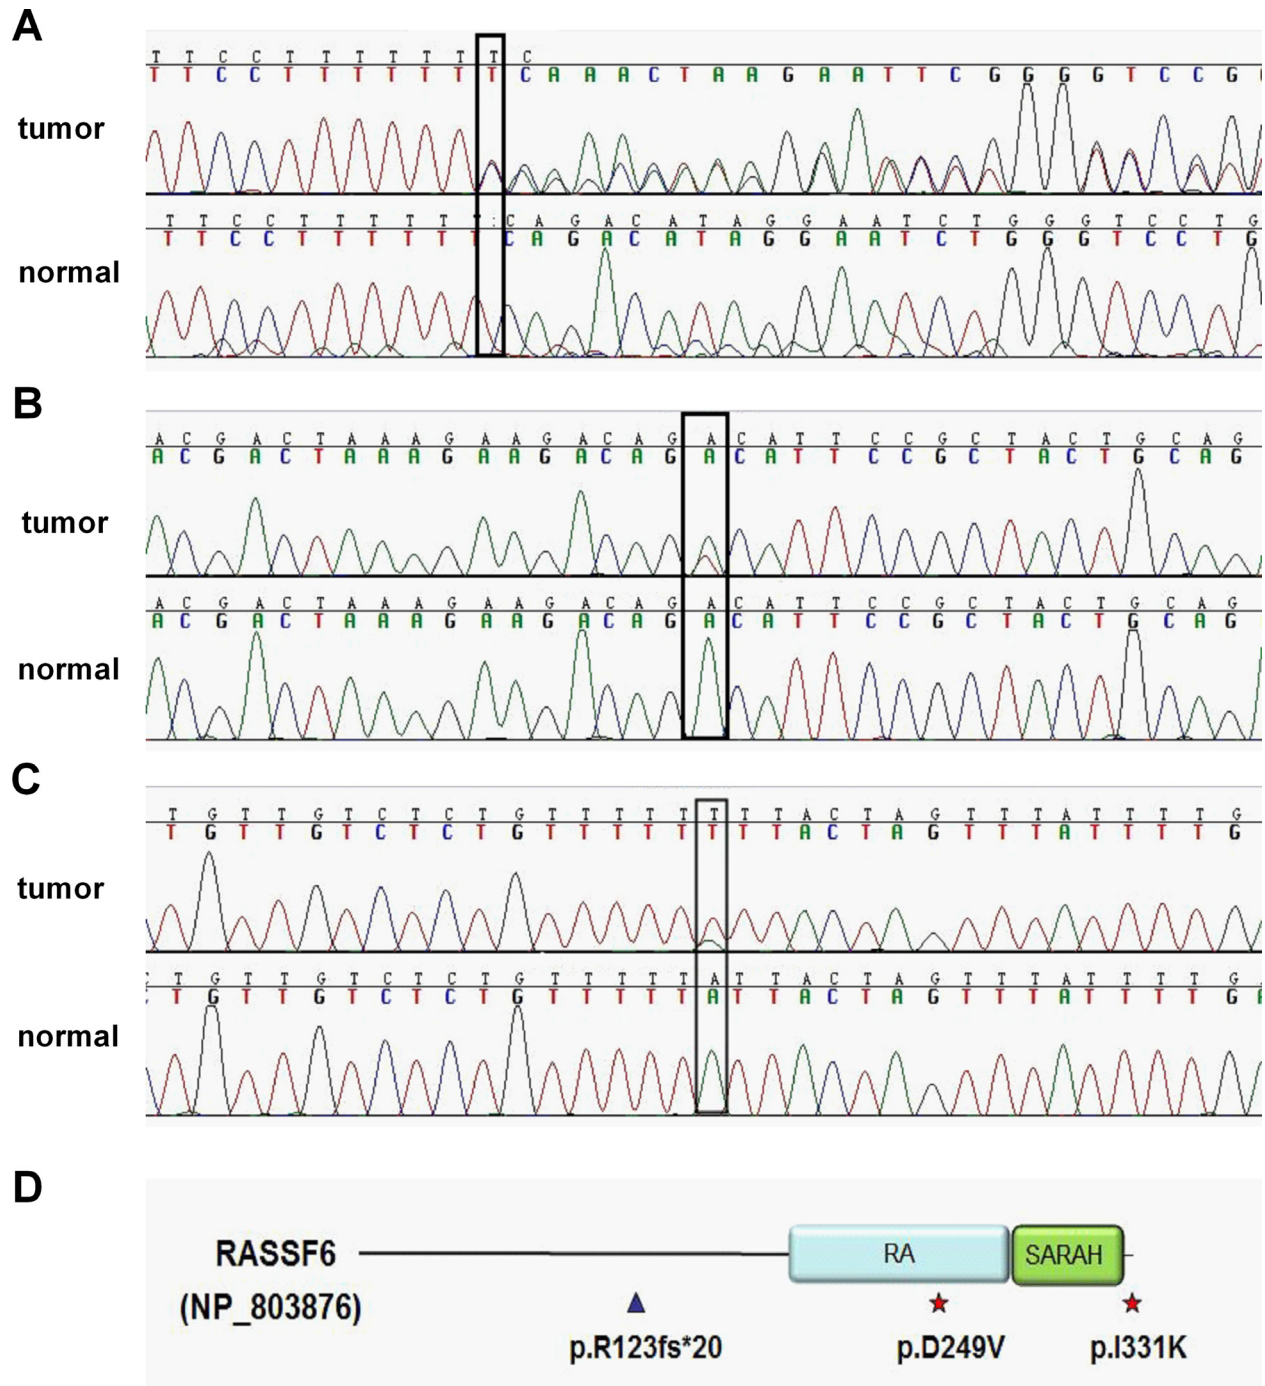 A
T T C C T T T T T T T C
T T C C T T T T T T T C A A A C T A A G A A T T C G G G G T C C G
tumor
T T C C T T T T T T : C A G A C A T A G G A A T C T G G G T C C T G
T T C C T T T T T T C A G A C A T A G G A A T C T G G G T C C T G
normal
B
A C G A C T A A A G A A G A C A G A C A T T C C G C T A C T G C A G
A C G A C T A A A G A A G A C A G A C A T T C C G C T A C T G C A G
tumor
A C G A C T A A A G A A G A C A G A C A T T C C G C T A C T G C A G
A C G A C T A A A G A A G A C A G A C A T T C C G C T A C T G C A G
normal
C
T G T T G T C T C T G T T T T T T T T A C T A G T T T A T T T T G
T G T T G T C T C T G T T T T T T T T A C T A G T T T A T T T T G
tumor
T G T T G T C T C T G T T T T T A T T A C T A G T T T A T T T T G
T G T T G T C T C T G T T T T T A T T A C T A G T T T A T T T T G
normal
D
RASSF6 RA SARAH
(NP_803876)
p.R123fs*20 p.D249V p.I331K